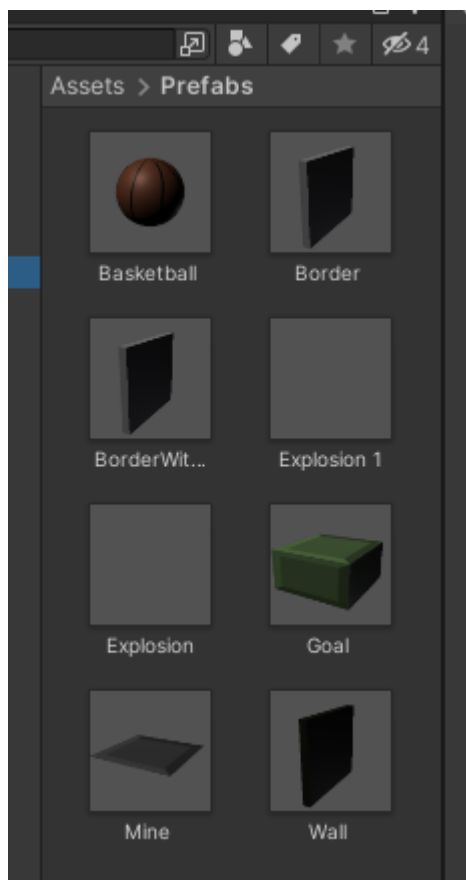 4
Assets > Prefabs
Basketball
Border
BorderWit...
Explosion 1
Explosion
Goal
Mine
Wall